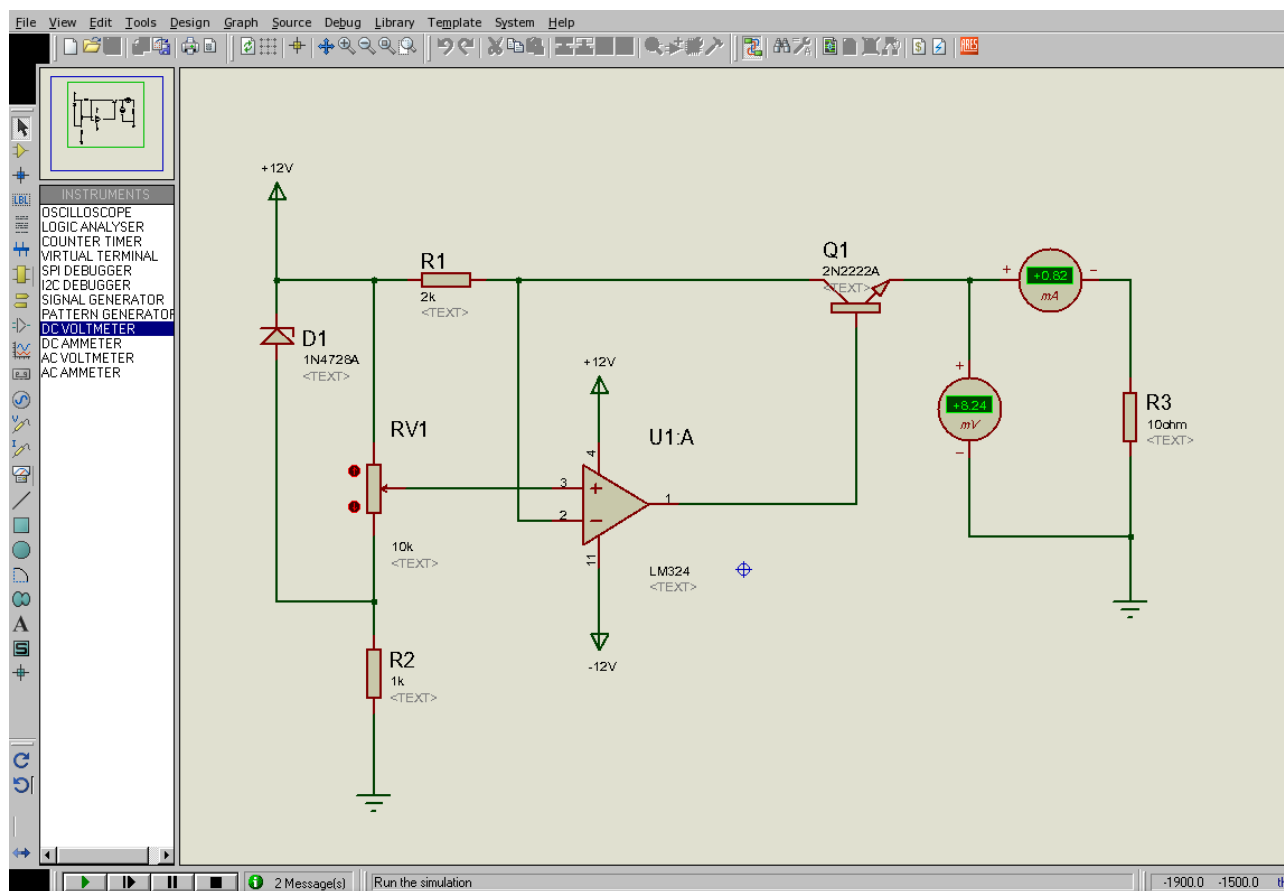 File View Edit Tools Design Graph Source Debug Library Template System Help
LBL
ARES
INSTRUMENTS
OSCILLOSCOPE
LOGIC ANALYSER
COUNTER TIMER
VIRTUAL TERMINAL
SPI DEBUGGER
I2C DEBUGGER
SIGNAL GENERATOR
PATTERN GENERATOR
DC VOLTMETER
DC AMMETER
AC VOLTMETER
AC AMMETER
+12V
R1
2k
<TEXT>
Q1
2N2222A
<TEXT>
+ +0.82 -
mA
D1
1N4728A
<TEXT>
+12V
+
+8.24
mV
-
R3
10ohm
<TEXT>
RV1
10k
<TEXT>
U1:A
4
3
+
2
-
1
11
LM324
<TEXT>
-12V
R2
1k
<TEXT>
2 Message(s)
Run the simulation
-1900.0 -1500.0 th